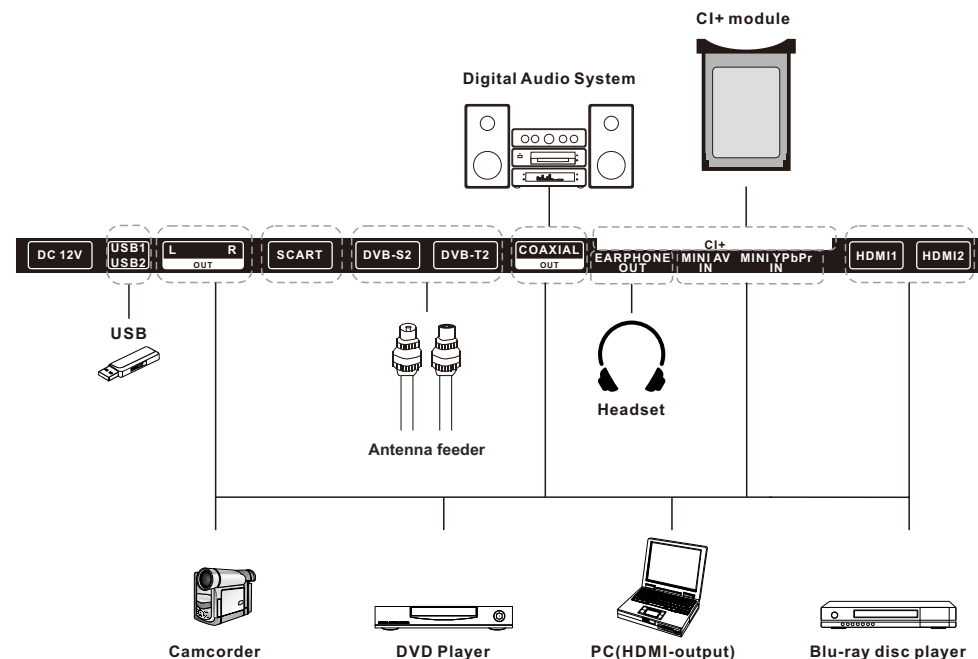 CI+ module
Digital Audio System
DC 12V
USB1
USB2
L R
OUT
SCART
DVB-S2
DVB-T2
COAXIAL
OUT
CI+
EARPHONE
OUT
MINI AV
IN
MINI YPbPr
IN
HDMI1
HDMI2
USB
Headset
Antenna feeder
Camcorder
DVD Player
PC(HDMI-output)
Blu-ray disc player